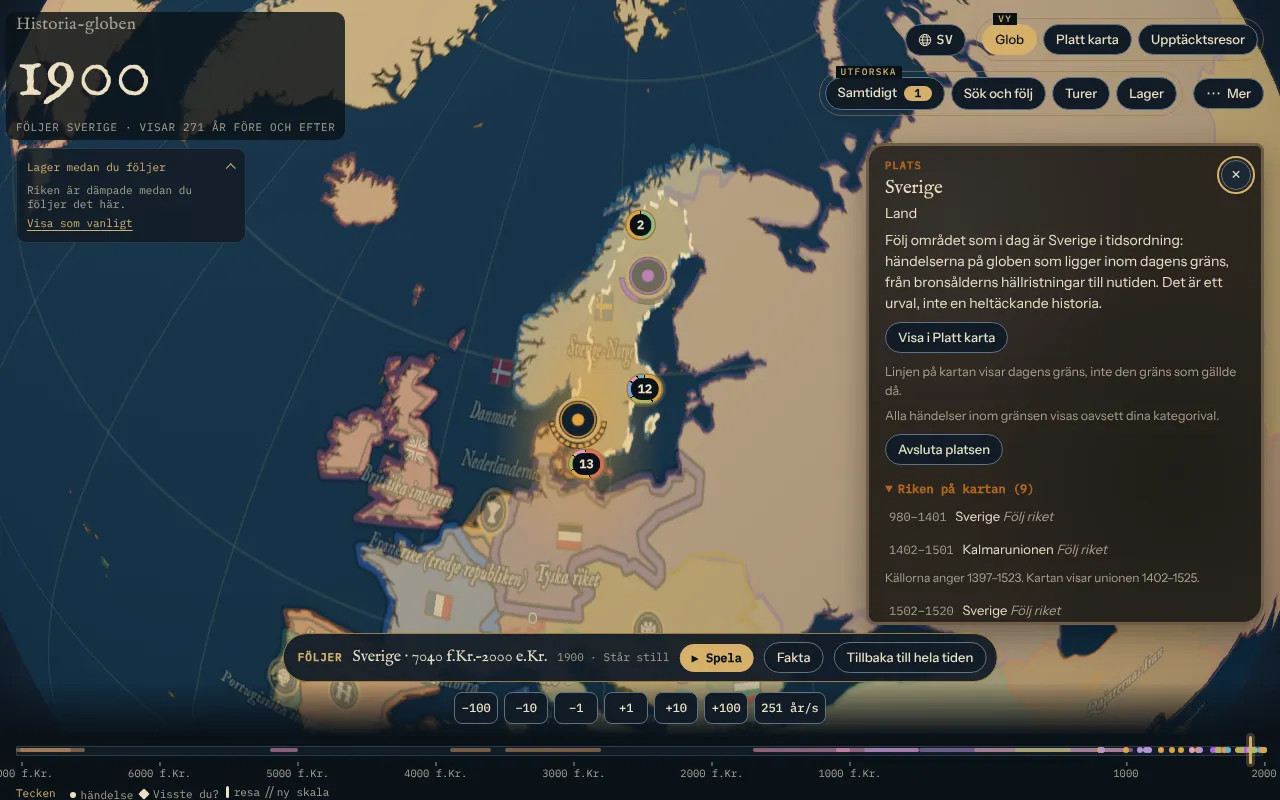 Historia-globen
1900
FÖLJER SVERIGE · VISAR 271 ÅR FÖRE OCH EFTER
Lager medan du följer
Riken är dämpade medan du
följer det här.
Visa som vanligt
SV
VY
Glob
Platt karta
Upptäcktsresor
UTFORSKA
Samtidigt 1
Sök och följ
Turer
Lager
··· Mer
PLATS
Sverige
×
Land
Följ området som i dag är Sverige i tidsordning:
händelserna på globen som ligger inom dagens gräns,
från bronsålderns hällristningar till nutiden. Det är ett
urval, inte en heltäckande historia.
Visa i Platt karta
Linjen på kartan visar dagens gräns, inte den gräns som gällde
då.
Alla händelser inom gränsen visas oavsett dina kategorival.
Avsluta platsen
▼ Riken på kartan (9)
980–1401 Sverige Följ riket
1402–1501 Kalmarunionen Följ riket
Källorna anger 1397–1523. Kartan visar unionen 1402–1525.
1502–1520 Sverige Följ riket
2
Sverige-Norge
12
Danmark
13
Nederländerna
Brittiska imperiet
Frankrike (tredje republiken)
Tyska riket
FÖLJER Sverige · 7040 f.Kr.–2000 e.Kr. 1900 · Står still
▶ Spela
Fakta
Tillbaka till hela tiden
−100
−10
−1
+1
+10
+100
251 år/s
000 f.Kr.
6000 f.Kr.
5000 f.Kr.
4000 f.Kr.
3000 f.Kr.
2000 f.Kr.
1000 f.Kr.
1000
2000
Tecken ● händelse ◆ Visste du? resa // ny skala